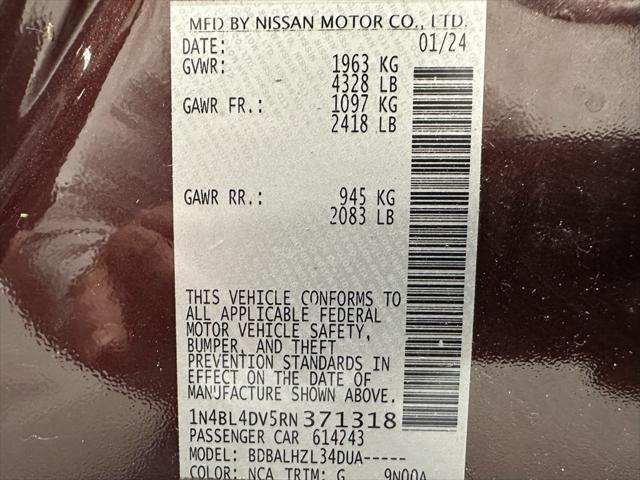 MFD BY NISSAN MOTOR CO., LTD.
DATE: 01/24
GVWR: 1963 KG
4328 LB
GAWR FR.: 1097 KG
2418 LB
GAWR RR.: 945 KG
2083 LB
THIS VEHICLE CONFORMS TO
ALL APPLICABLE FEDERAL
MOTOR VEHICLE SAFETY,
BUMPER, AND THEFT
PREVENTION STANDARDS IN
EFFECT ON THE DATE OF
MANUFACTURE SHOWN ABOVE.
1N4BL4DV5RN371318
PASSENGER CAR 614243
MODEL: BDBALHZL34DUA-----
COLOR: NCA TRIM: G 9N00A